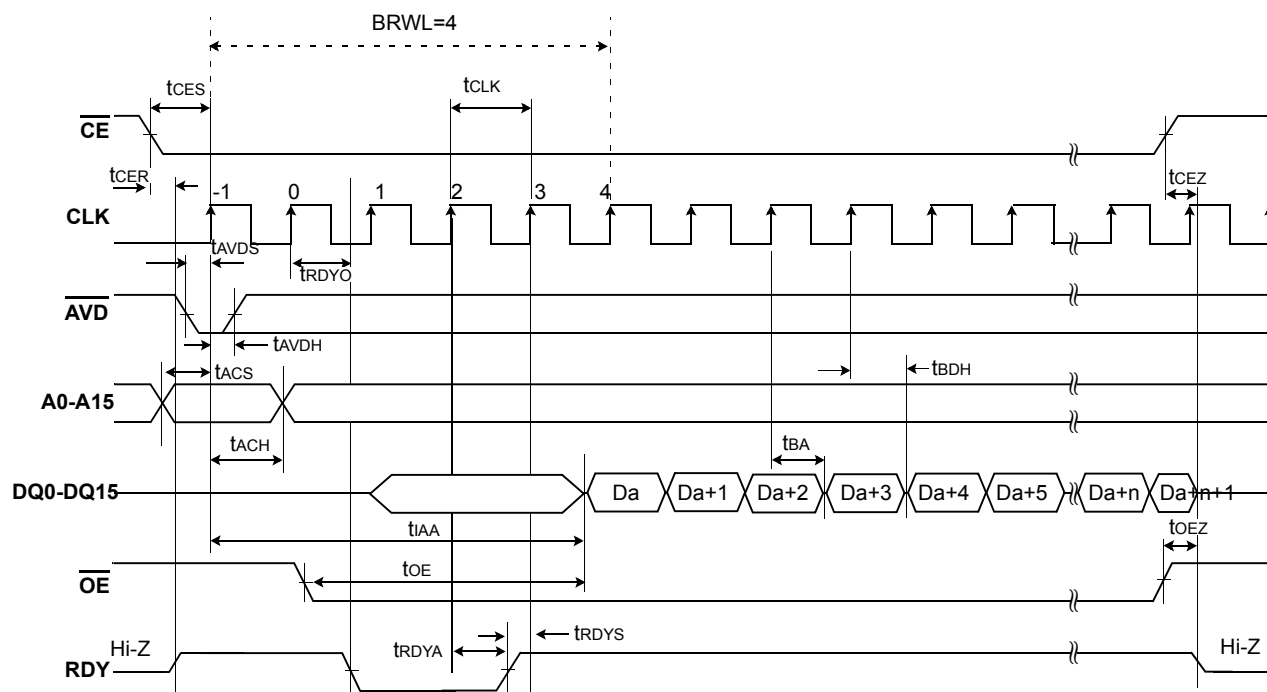 BRWL=4
tCES
tCLK
CE
tCER
tCEZ
-1 0 1 2 3 4
CLK
tAVDS
tRDYO
AVD
tAVDH
tACS
tBDH
A0-A15
tACH
tBA
DQ0-DQ15
Da Da+1 Da+2 Da+3 Da+4 Da+5 Da+n Da+n+1
tIAA
tOEZ
tOE
OE
tRDYS
Hi-Z
tRDYA
Hi-Z
RDY